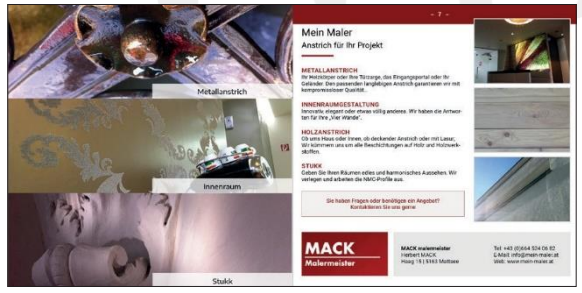 Metallanstrich
Innenraum
Stukk
- 7 -
Mein Maler
Anstrich für Ihr Projekt
METALLANSTRICH
Ihr Heizkörper oder Ihre Türzarge, das Eingangsportal oder Ihr
Geländer. Den passenden langlebigen Anstrich garantieren wir mit
kompromissloser Qualität.
INNENRAUMGESTALTUNG
Innovativ, elegant oder etwas völlig anderes. Wir haben die Antwor-
ten für Ihre „Vier Wände".
HOLZANSTRICH
Ob ums Haus oder innen, ob deckender Anstrich oder mit Lasur,
Wir kümmern uns um alle Beschichtungen auf Holz und Holzwerk-
stoffen.
STUKK
Geben Sie Ihren Räumen edles und harmonisches Aussehen. Wir
verlegen und arbeiten die NMC-Profile aus.
Sie haben Fragen oder benötigen ein Angebot?
Kontaktieren Sie uns gerne
MACK
Malermeister
MACK malermeister
Herbert MACK
Haag 19 | 5163 Mattsee
Tel: +43 (0)664 524 06 82
E-Mail: info@mein-maler.at
Web: www.mein-maler.at